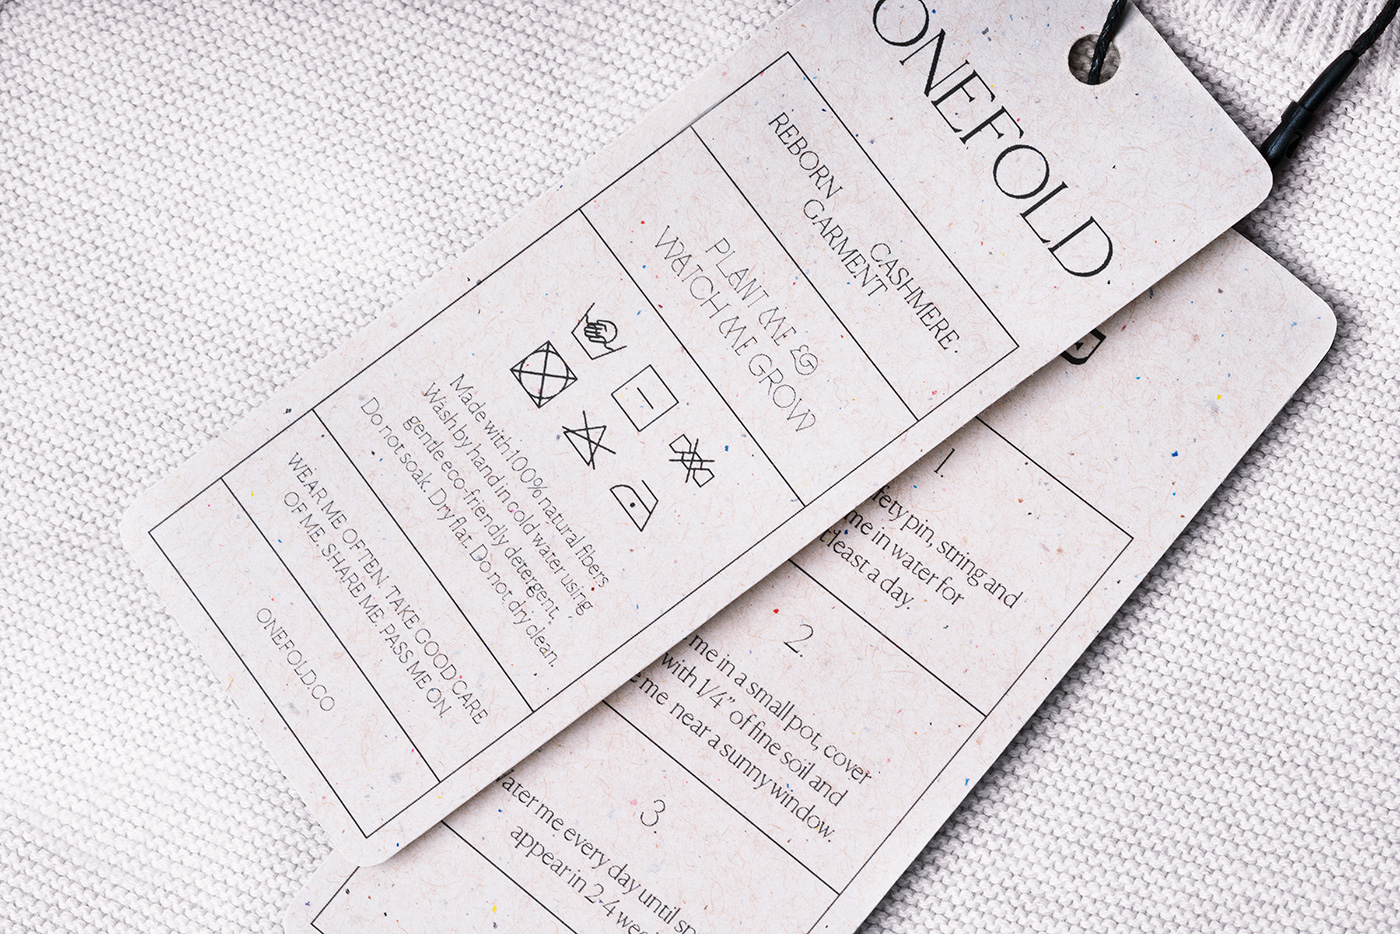 ONEFOLD
REBORN CASHMERE.
GARMENT
PLANT ME &
WATCH ME GROW
Made with 100% natural fibers
Wash by hand in cold water using
gentle eco-friendly detergent,
Do not soak. Dry flat. Do not dry clean.
WEAR ME OFTEN. TAKE GOOD CARE
OF ME. SHARE ME. PASS ME ON.
ONEFOLD.CO
1.
pin, string and
me in water for
least a day.
2.
me in a small pot, cover
with 1/4" of fine soil and
me near a sunny window.
3.
me every day until
appear in 2-4